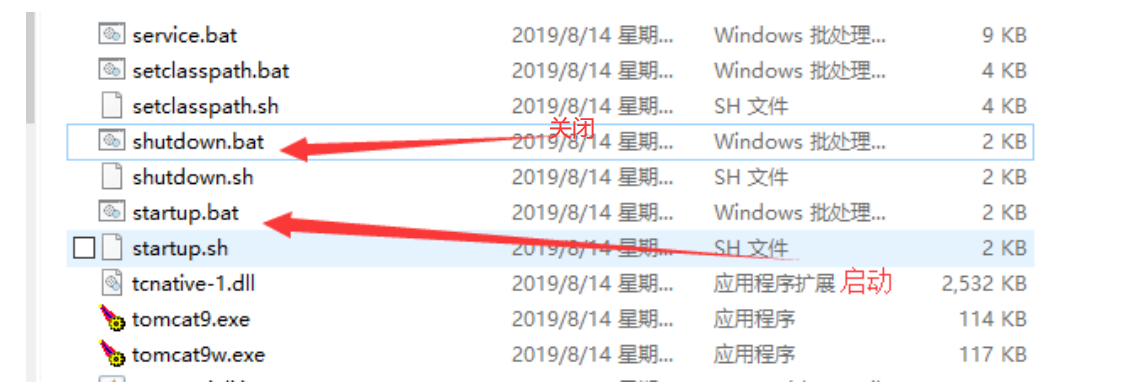 service.bat 2019/8/14 星期... Windows 批处理... 9 KB
setclasspath.bat 2019/8/14 星期... Windows 批处理... 4 KB
setclasspath.sh 2019/8/14 星期... SH 文件 4 KB
关闭
shutdown.bat 2019/8/14 星期... Windows 批处理... 2 KB
shutdown.sh 2019/8/14 星期... SH 文件 2 KB
startup.bat 2019/8/14 星期... Windows 批处理... 2 KB
startup.sh 2019/8/14 星期... SH 文件 2 KB
tcnative-1.dll 2019/8/14 星期... 应用程序扩展 启动 2,532 KB
tomcat9.exe 2019/8/14 星期... 应用程序 114 KB
tomcat9w.exe 2019/8/14 星期... 应用程序 117 KB